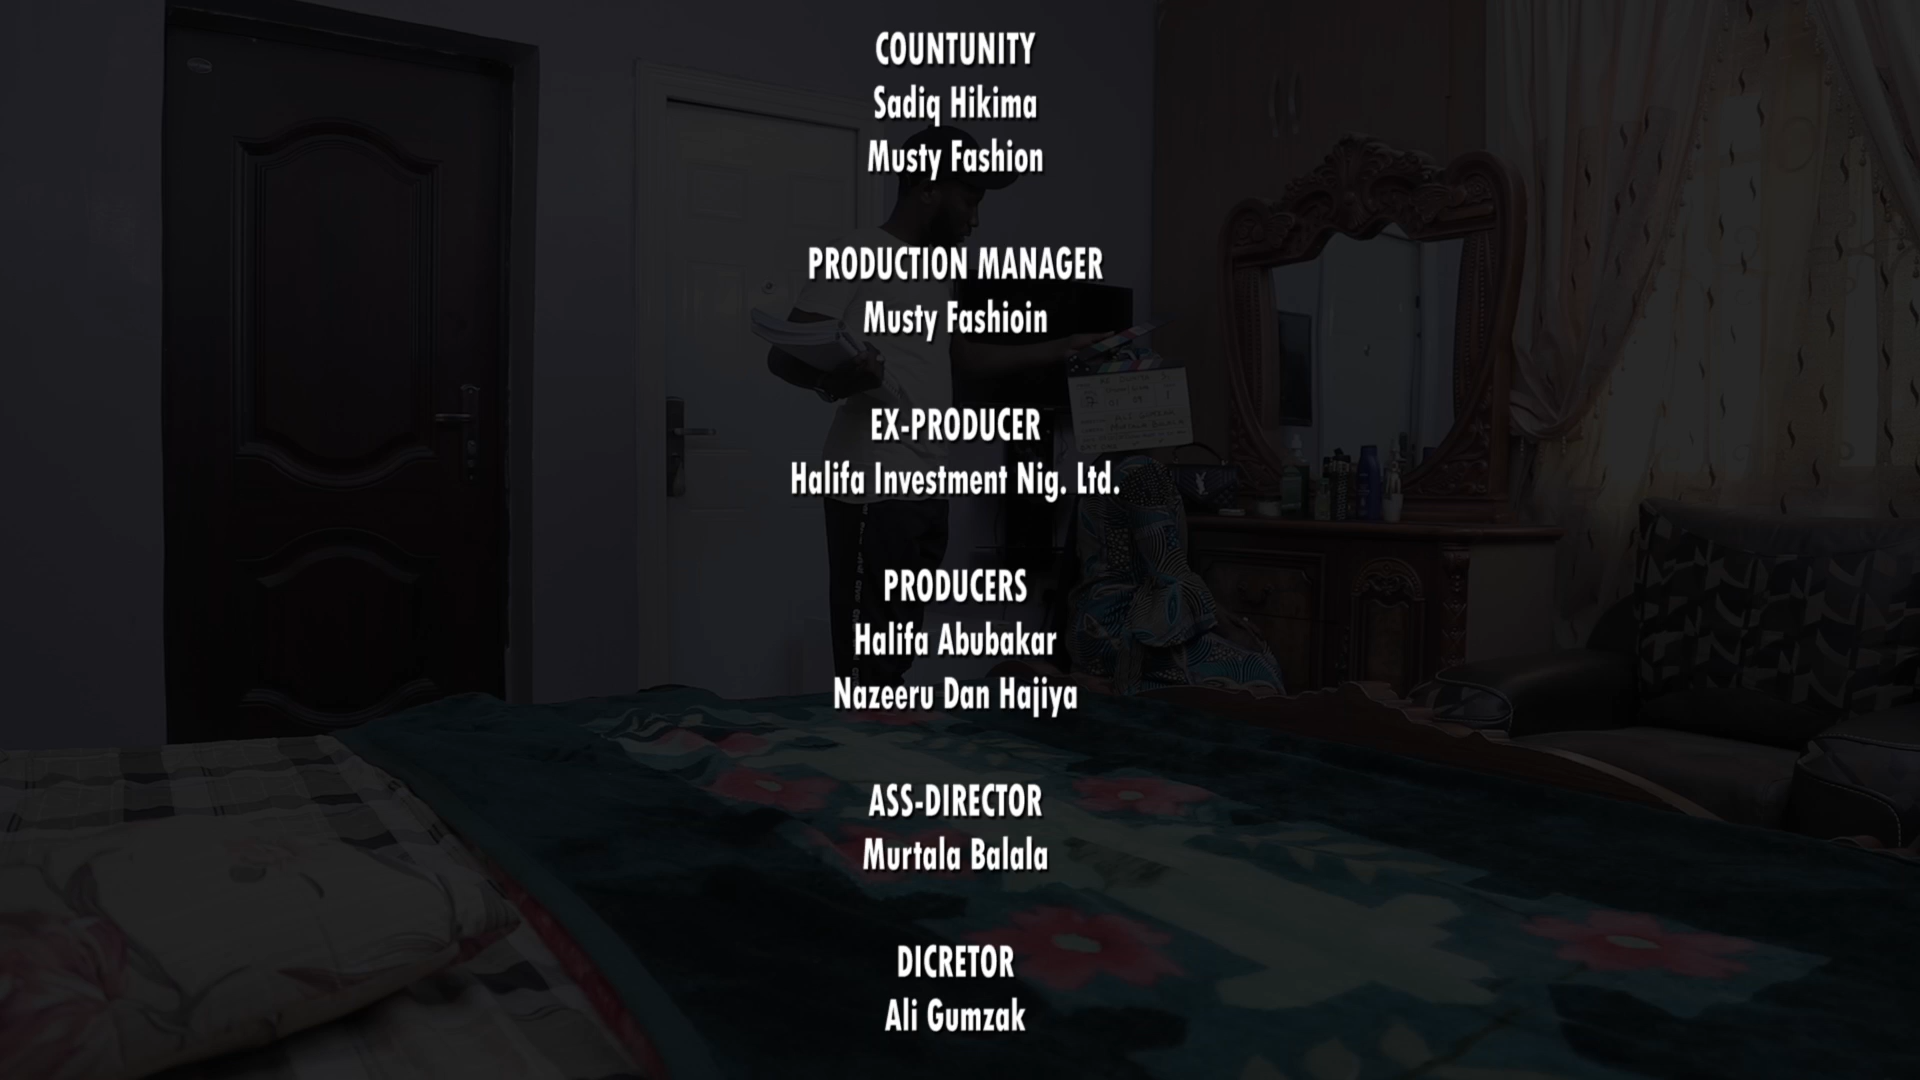 COUNTUNITY
Sadiq Hikima
Musty Fashion
PRODUCTION MANAGER
Musty Fashioin
EX-PRODUCER
Halifa Investment Nig. Ltd.
PRODUCERS
Halifa Abubakar
Nazeeru Dan Hajiya
ASS-DIRECTOR
Murtala Balala
DICRETOR
Ali Gumzak